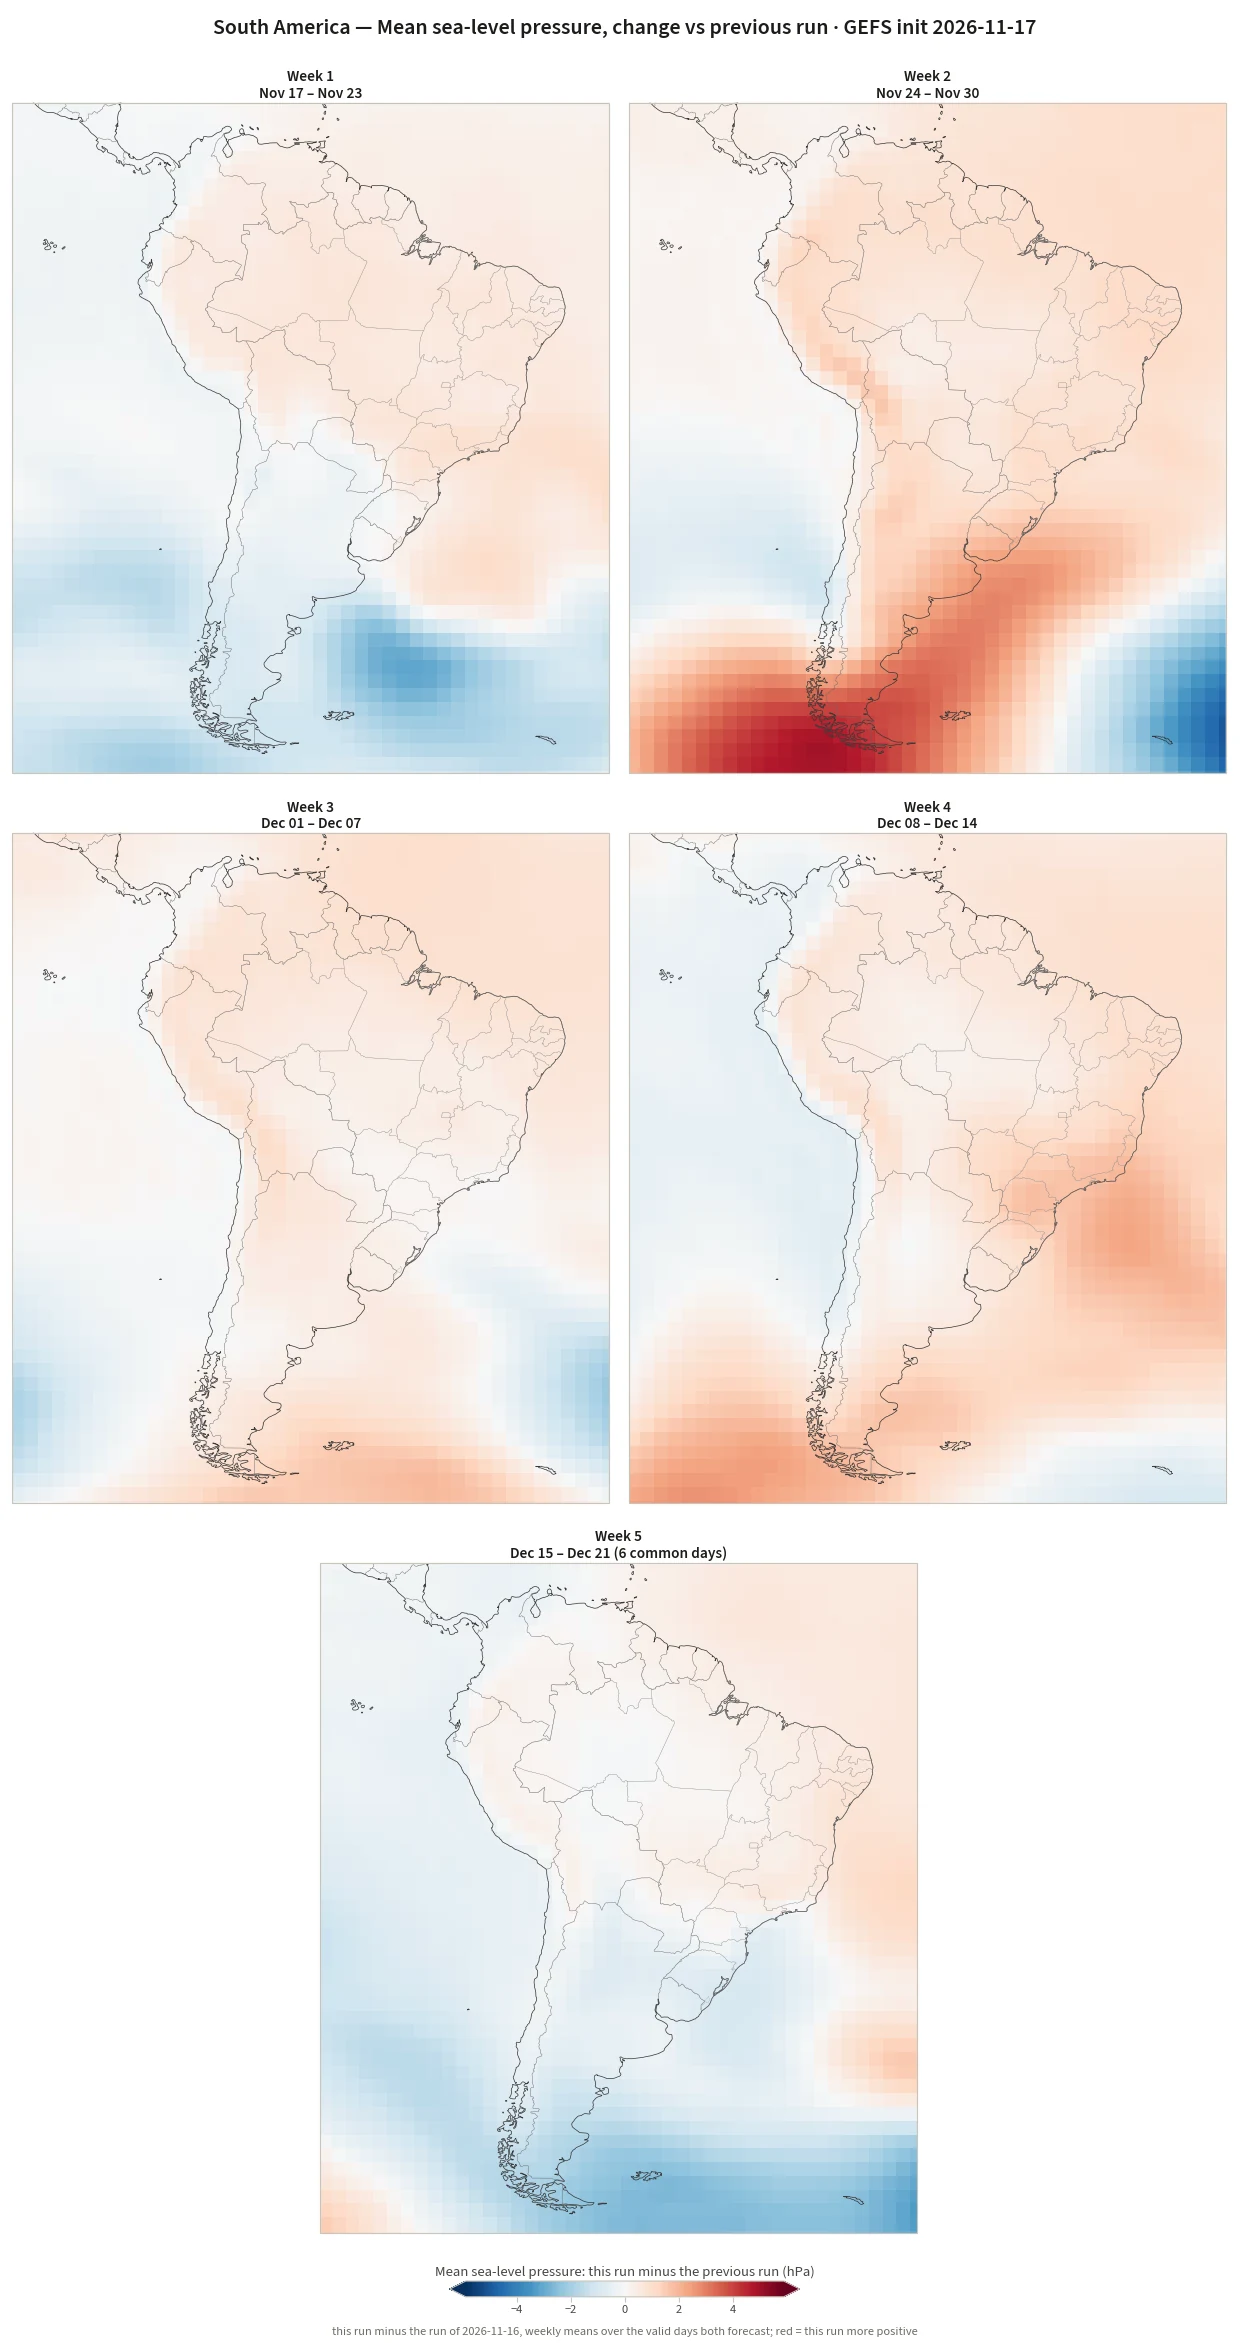 South America — Mean sea-level pressure, change vs previous run · GEFS init 2026-11-17
Week 1
Nov 17 – Nov 23
Week 2
Nov 24 – Nov 30
Week 3
Dec 01 – Dec 07
Week 4
Dec 08 – Dec 14
Week 5
Dec 15 – Dec 21 (6 common days)
Mean sea-level pressure: this run minus the previous run (hPa)
−4 −2 0 2 4
this run minus the run of 2026-11-16, weekly means over the valid days both forecast; red = this run more positive